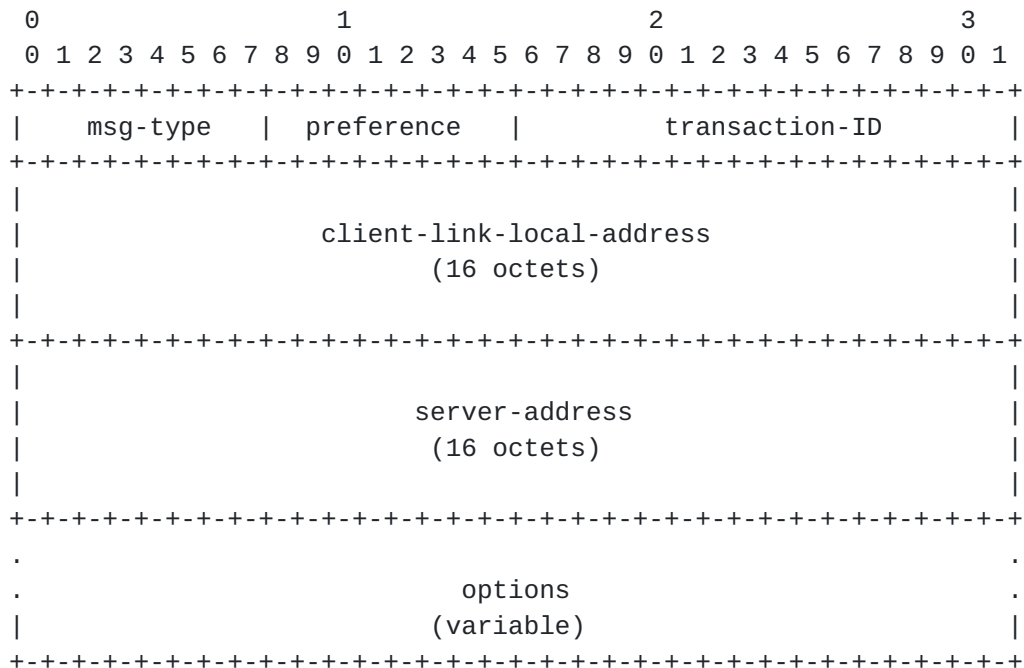 0                   1                   2                   3
 0 1 2 3 4 5 6 7 8 9 0 1 2 3 4 5 6 7 8 9 0 1 2 3 4 5 6 7 8 9 0 1
+-+-+-+-+-+-+-+-+-+-+-+-+-+-+-+-+-+-+-+-+-+-+-+-+-+-+-+-+-+-+-+-+
|    msg-type   |  preference   |         transaction-ID        |
+-+-+-+-+-+-+-+-+-+-+-+-+-+-+-+-+-+-+-+-+-+-+-+-+-+-+-+-+-+-+-+-+
|                                                               |
|                   client-link-local-address                   |
|                          (16 octets)                          |
|                                                               |
+-+-+-+-+-+-+-+-+-+-+-+-+-+-+-+-+-+-+-+-+-+-+-+-+-+-+-+-+-+-+-+-+
|                                                               |
|                         server-address                        |
|                          (16 octets)                          |
|                                                               |
+-+-+-+-+-+-+-+-+-+-+-+-+-+-+-+-+-+-+-+-+-+-+-+-+-+-+-+-+-+-+-+-+
.                                                               .
.                            options                            .
|                          (variable)                           |
+-+-+-+-+-+-+-+-+-+-+-+-+-+-+-+-+-+-+-+-+-+-+-+-+-+-+-+-+-+-+-+-+